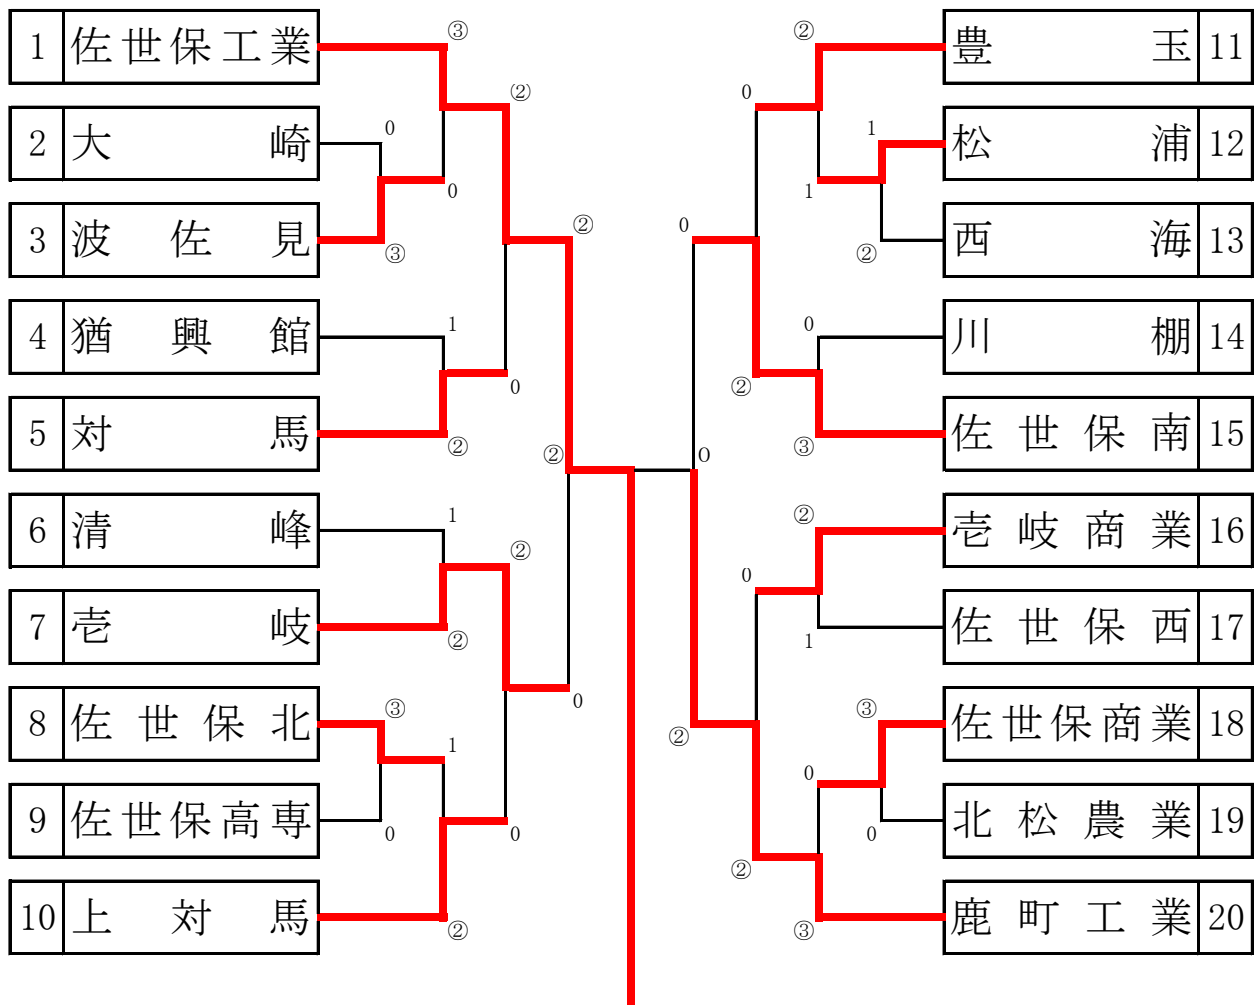 1 佐世保工業
2 大崎
3 波佐見
4 猶興館
5 対馬
6 清峰
7 壱岐
8 佐世保北
9 佐世保高専
10 上対馬
③
②
0
0
③
②
1
0
②
②
1
②
②
0
③
1
0
0
②
②
0
1
1
②
0
0
②
③
0
②
0
1
②
③
0
0
②
③
豊玉 11
松浦 12
西海 13
川棚 14
佐世保南 15
壱岐商業 16
佐世保西 17
佐世保商業 18
北松農業 19
鹿町工業 20